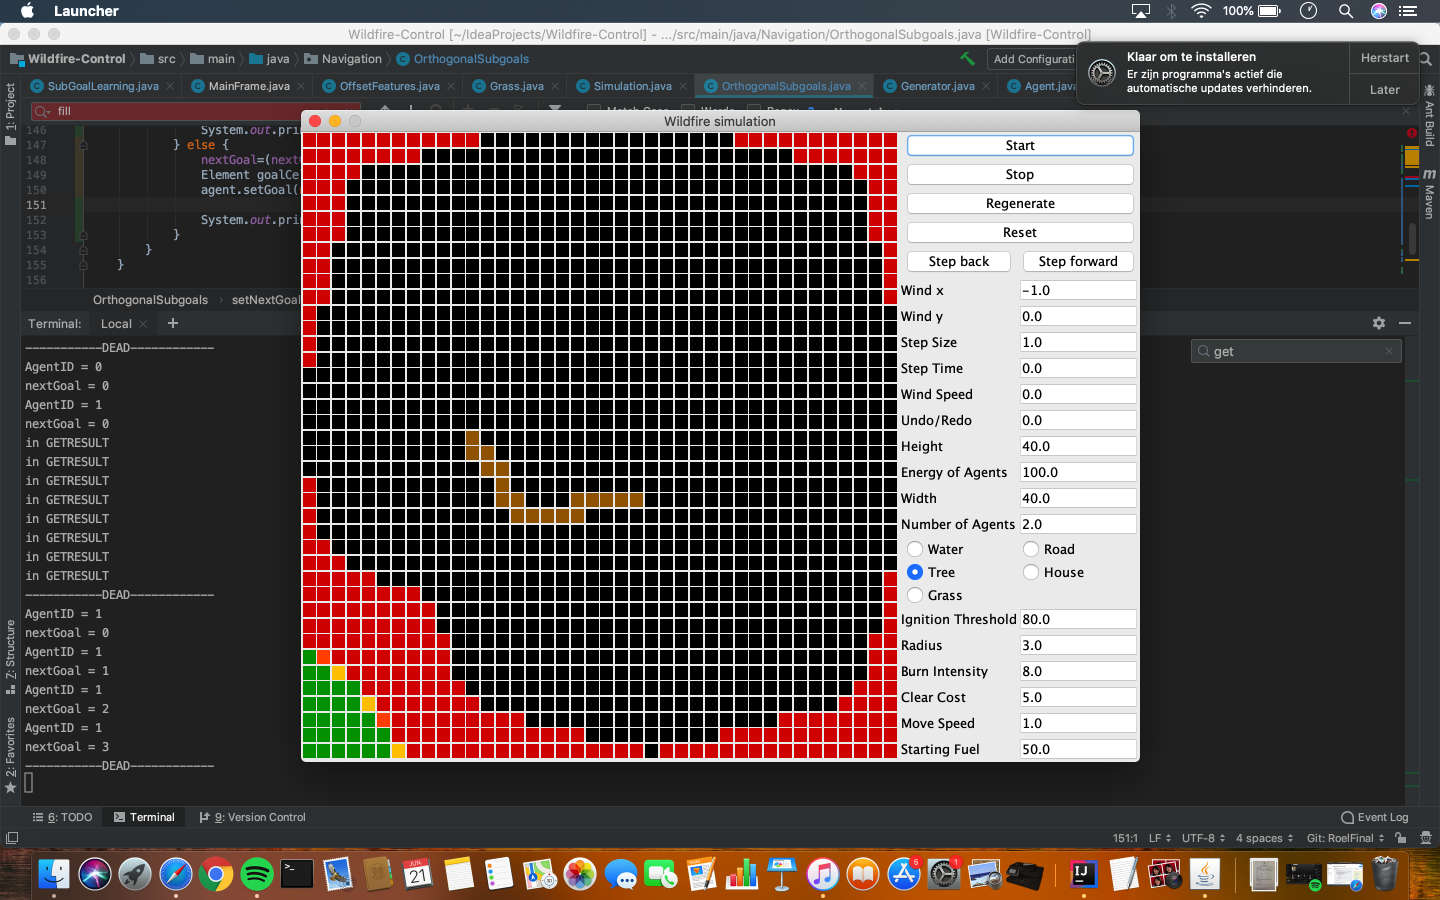 Launcher
100%
Wildfire-Control [~/IdeaProjects/Wildfire-Control] - .../src/main/java/Navigation/OrthogonalSubgoals.java [Wildfire-Control]
Wildfire-Control
src
main
java
Navigation
OrthogonalSubgoals
Add Configurati
Klaar om te installeren
Er zijn programma's actief die
automatische updates verhinderen.
Herstart
Later
SubGoalLearning.java
MainFrame.java
OffsetFeatures.java
Grass.java
Simulation.java
OrthogonalSubgoals.java
Generator.java
Agent.java
1: Project
fill
Ant Build
Maven
146 System.out.pri
147 } else {
148 nextGoal=(next
149 Element goalCe
150 agent.setGoal(
151
152 System.out.pri
153 }
154 }
155 }
156
OrthogonalSubgoals
setNextGoal
Terminal:
Local
get
-----------DEAD------------
AgentID = 0
nextGoal = 0
AgentID = 1
nextGoal = 0
in GETRESULT
in GETRESULT
in GETRESULT
in GETRESULT
in GETRESULT
in GETRESULT
in GETRESULT
in GETRESULT
-----------DEAD------------
AgentID = 1
nextGoal = 0
AgentID = 1
nextGoal = 1
AgentID = 1
nextGoal = 2
AgentID = 1
nextGoal = 3
-----------DEAD------------
Z: Structure
2: Favorites
Wildfire simulation
Start
Stop
Regenerate
Reset
Step back
Step forward
Wind x -1.0
Wind y 0.0
Step Size 1.0
Step Time 0.0
Wind Speed 0.0
Undo/Redo 0.0
Height 40.0
Energy of Agents 100.0
Width 40.0
Number of Agents 2.0
Water
Road
Tree
House
Grass
Ignition Threshold 80.0
Radius 3.0
Burn Intensity 8.0
Clear Cost 5.0
Move Speed 1.0
Starting Fuel 50.0
6: TODO
Terminal
9: Version Control
Event Log
151:1
LF
UTF-8
4 spaces
Git: RoelFinal
JUN
21
5
1
IJ